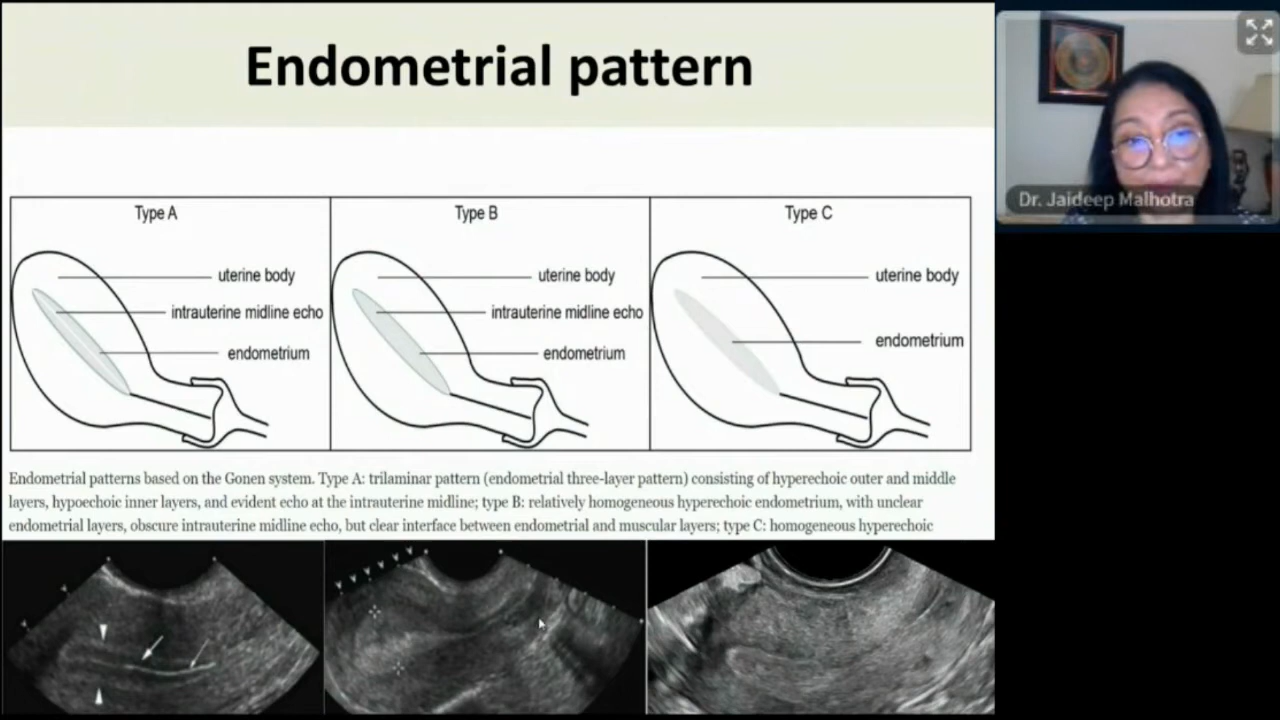 Endometrial pattern
Dr. Jaideep Malhotra
Type A
Type B
Type C
uterine body
intrauterine midline echo
endometrium
uterine body
intrauterine midline echo
endometrium
uterine body
endometrium
Endometrial patterns based on the Gonen system. Type A: trilaminar pattern (endometrial three-layer pattern) consisting of hyperechoic outer and middle
layers, hypoechoic inner layers, and evident echo at the intrauterine midline; type B: relatively homogeneous hyperechoic endometrium, with unclear
endometrial layers, obscure intrauterine midline echo, but clear interface between endometrial and muscular layers; type C: homogeneous hyperechoic